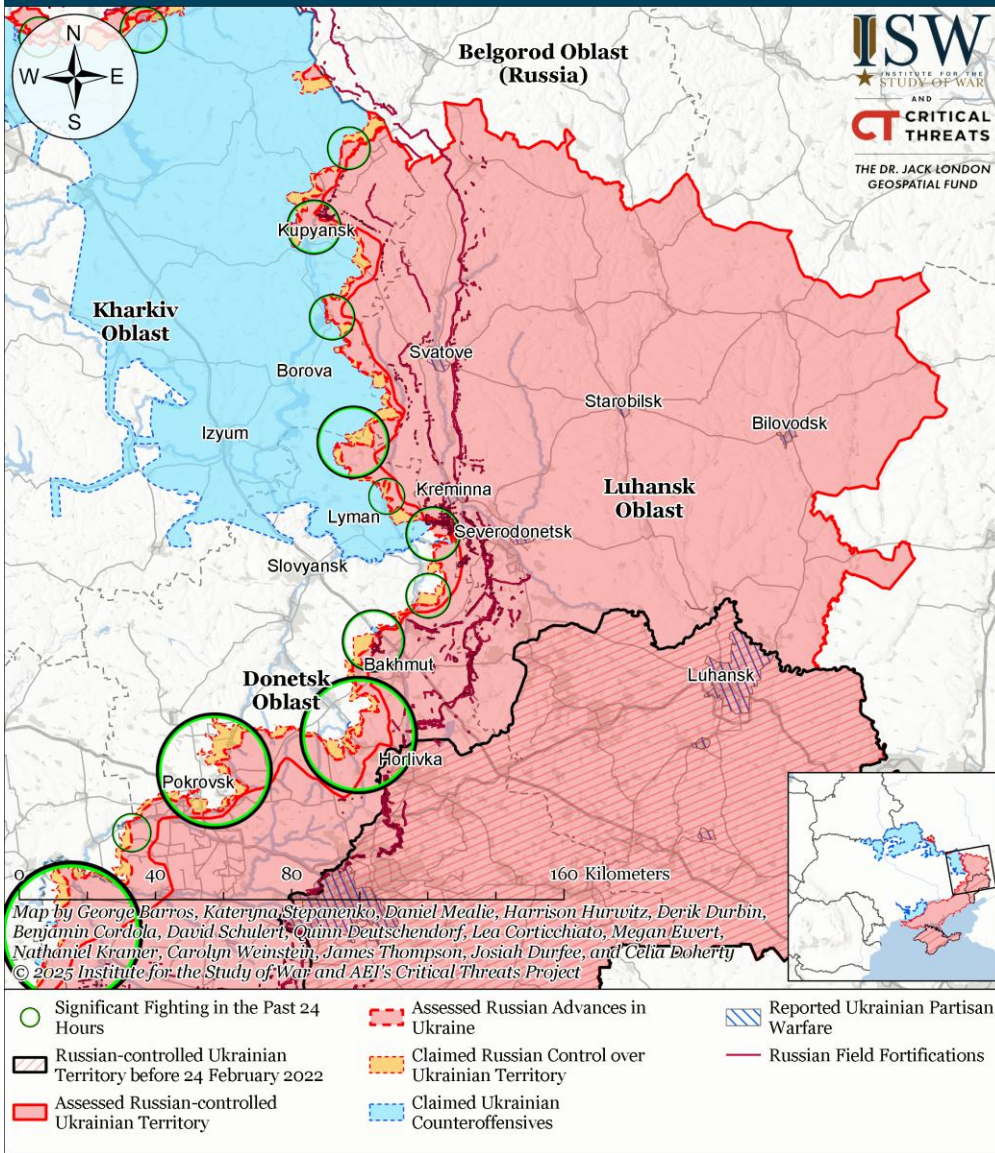 N
W
E
S
Belgorod Oblast
(Russia)
ISW
INSTITUTE FOR THE
STUDY OF WAR
AND
CT CRITICAL
THREATS
THE DR. JACK LONDON
GEOSPATIAL FUND
Kupyansk
Kharkiv
Oblast
Svatove
Borova
Starobilsk
Bilovodsk
Izyum
Kreminna
Luhansk
Oblast
Lyman
Severodonetsk
Slovyansk
Bakhmut
Donetsk
Oblast
Luhansk
Horlivka
Pokrovsk
0 40 80 160 Kilometers
Map by George Barros, Kateryna Stepanenko, Daniel Mealie, Harrison Hurwitz, Derik Durbin,
Benjamin Cordola, David Schulert, Quinn Deutschendorf, Lea Corticchiato, Megan Ewert,
Nathaniel Kramer, Carolyn Weinstein, James Thompson, Josiah Durfee, and Celia Doherty
© 2025 Institute for the Study of War and AEI's Critical Threats Project
Significant Fighting in the Past 24
Hours
Russian-controlled Ukrainian
Territory before 24 February 2022
Assessed Russian-controlled
Ukrainian Territory
Assessed Russian Advances in
Ukraine
Claimed Russian Control over
Ukrainian Territory
Claimed Ukrainian
Counteroffensives
Reported Ukrainian Partisan
Warfare
Russian Field Fortifications